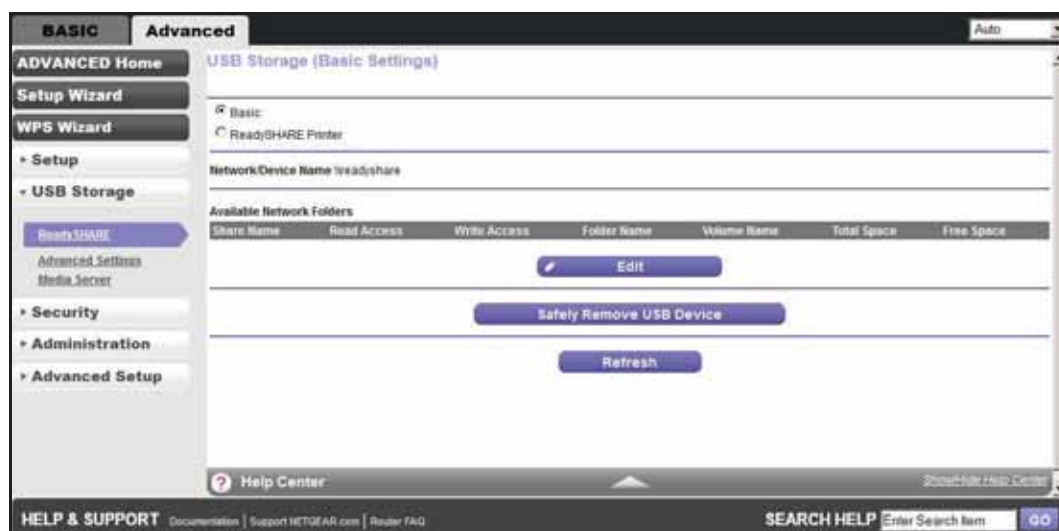 BASIC
Advanced
Auto
ADVANCED Home
Setup Wizard
WPS Wizard
Setup
USB Storage
ReadySHARE
Advanced Settings
Media Server
Security
Administration
Advanced Setup
USB Storage (Basic Settings)
Basic
ReadySHARE Printer
Network/Device Name \\readyshare
Available Network Folders
Share Name Read Access Write Access Folder Name Volume Name Total Space Free Space
Edit
Safely Remove USB Device
Refresh
Help Center
Show/Hide Help Center
HELP & SUPPORT Documentation | Support NETGEAR.com | Router FAQ
SEARCH HELP Enter Search Item GO